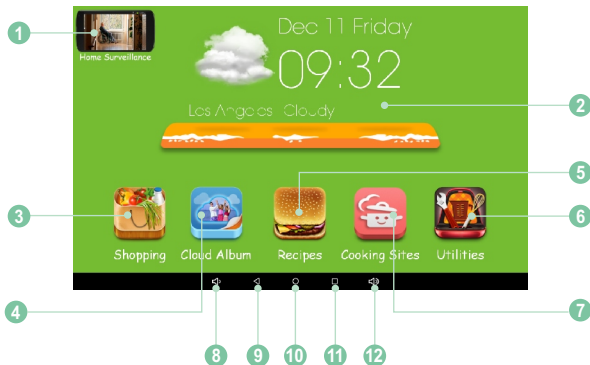 1
Home Surveillance
Dec 11 Friday
09:32
Los Angeles Cloudy
2
3
4
5
6
7
Shopping Cloud Album Recipes Cooking Sites Utilities
8 9 10 11 12